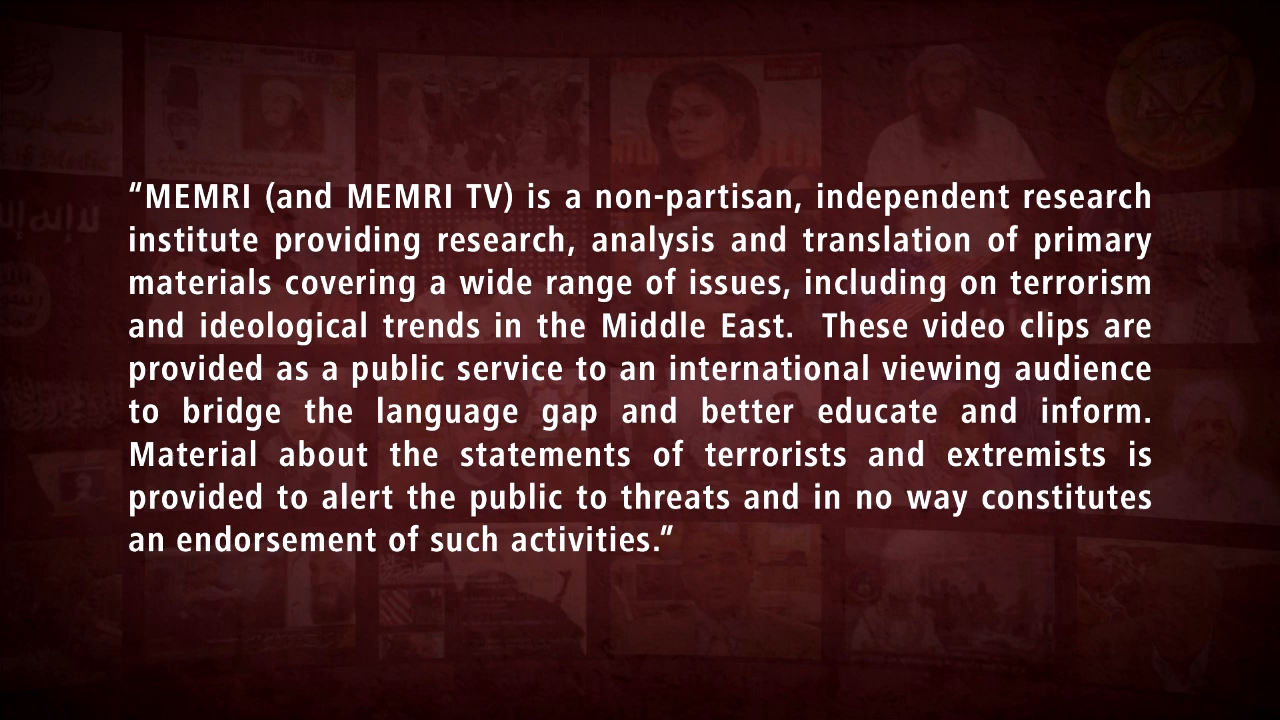 “MEMRI (and MEMRI TV) is a non-partisan, independent research
institute providing research, analysis and translation of primary
materials covering a wide range of issues, including on terrorism
and ideological trends in the Middle East.  These video clips are
provided as a public service to an international viewing audience
to bridge the language gap and better educate and inform.
Material about the statements of terrorists and extremists is
provided to alert the public to threats and in no way constitutes
an endorsement of such activities.”